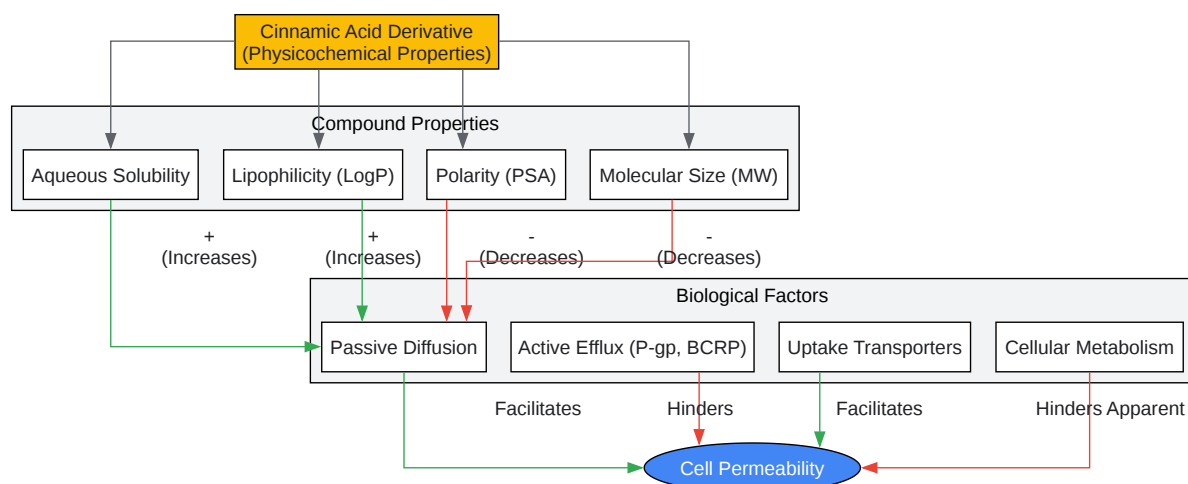 Cinnamic Acid Derivative
(Physicochemical Properties)
Compound Properties
Aqueous Solubility
Lipophilicity (LogP)
Polarity (PSA)
Molecular Size (MW)
+
(Increases)
+
(Increases)
-
(Decreases)
-
(Decreases)
Biological Factors
Passive Diffusion
Active Efflux (P-gp, BCRP)
Uptake Transporters
Cellular Metabolism
Facilitates
Hinders
Facilitates
Hinders Apparent
Cell Permeability